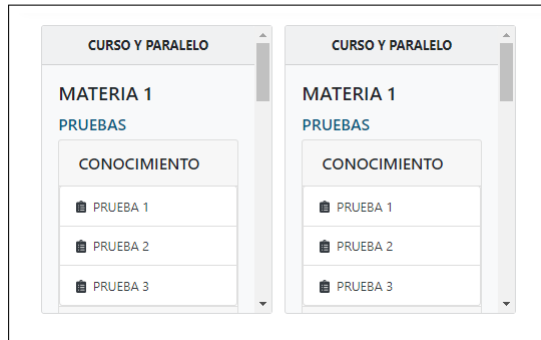 CURSO Y PARALELO
MATERIA 1
PRUEBAS
CONOCIMIENTO
PRUEBA 1
PRUEBA 2
PRUEBA 3
CURSO Y PARALELO
MATERIA 1
PRUEBAS
CONOCIMIENTO
PRUEBA 1
PRUEBA 2
PRUEBA 3